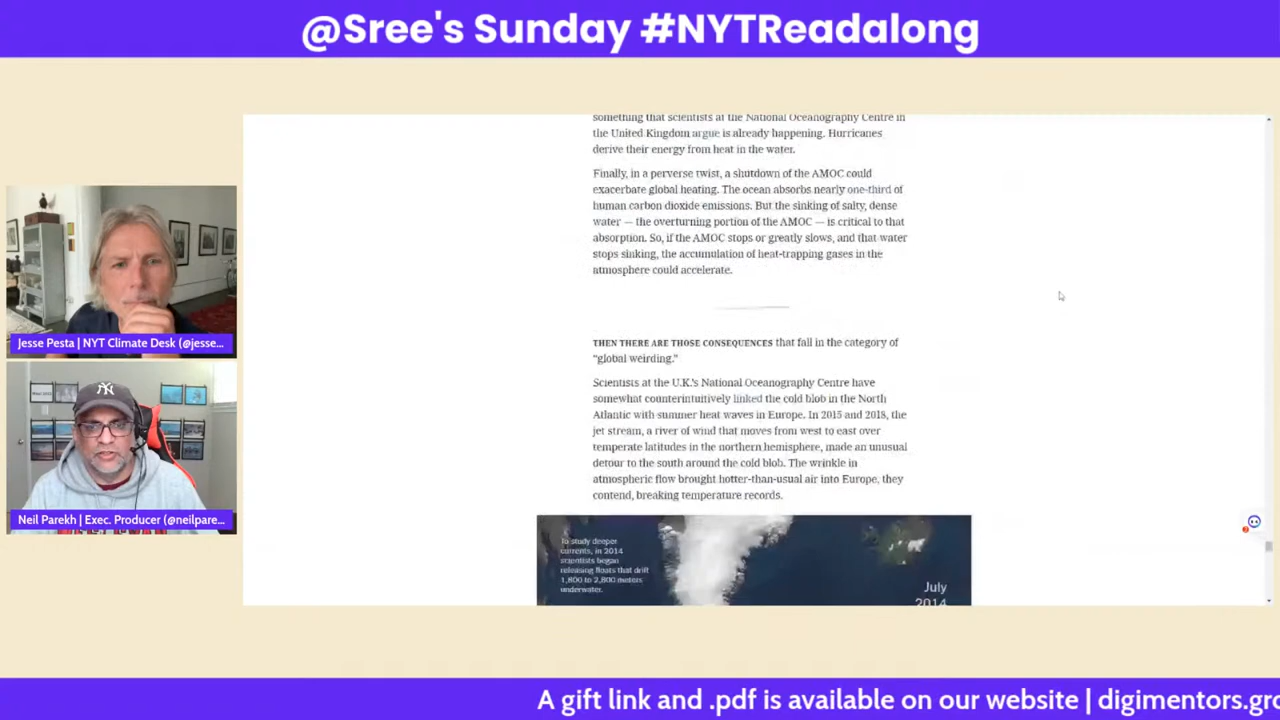 @Sree's Sunday #NYTReadalong
something that scientists at the National Oceanography Centre in
the United Kingdom argue is already happening. Hurricanes
derive their energy from heat in the water.
Finally, in a perverse twist, a shutdown of the AMOC could
exacerbate global heating. The ocean absorbs nearly one-third of
human carbon dioxide emissions. But the sinking of salty, dense
water — the overturning portion of the AMOC — is critical to that
absorption. So, if the AMOC stops or greatly slows, and that water
stops sinking, the accumulation of heat-trapping gases in the
atmosphere could accelerate.
THEN THERE ARE THOSE CONSEQUENCES that fall in the category of
“global weirding.”
Scientists at the U.K.'s National Oceanography Centre have
somewhat counterintuitively linked the cold blob in the North
Atlantic with summer heat waves in Europe. In 2015 and 2018, the
jet stream, a river of wind that moves from west to east over
temperate latitudes in the northern hemisphere, made an unusual
detour to the south around the cold blob. The wrinkle in
atmospheric flow brought hotter-than-usual air into Europe, they
contend, breaking temperature records.
To study deeper
currents, in 2014
scientists began
releasing floats that drift
1,800 to 2,800 meters
underwater.
July
2014
Jesse Pesta | NYT Climate Desk (@jesse...
NY
Neil Parekh | Exec. Producer (@neilpare...
A gift link and .pdf is available on our website | digimentors.gro